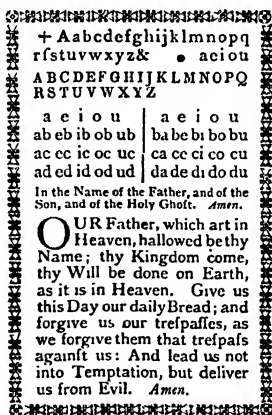 + Aabcdefghijklmnopq
rſstuvwxyz& • aeiou
ABCDEFGHIJKLMNOPQ
RSTUVWXYZ
a e i o u a e i o u
ab eb ib ob ub ba be bi bo bu
ac ec ic oc uc ca ce ci co cu
ad ed id od ud da de di do du
In the Name of the Father, and of the
Son, and of the Holy Ghoſt. Amen.
OUR Father, which art in
Heaven, hallowed be thy
Name; thy Kingdom come,
thy Will be done on Earth,
as it is in Heaven. Give us
this Day our daily Bread; and
forgive us our treſpaſſes, as
we forgive them that treſpaſs
againſt us: And lead us not
into Temptation, but deliver
us from Evil. Amen.